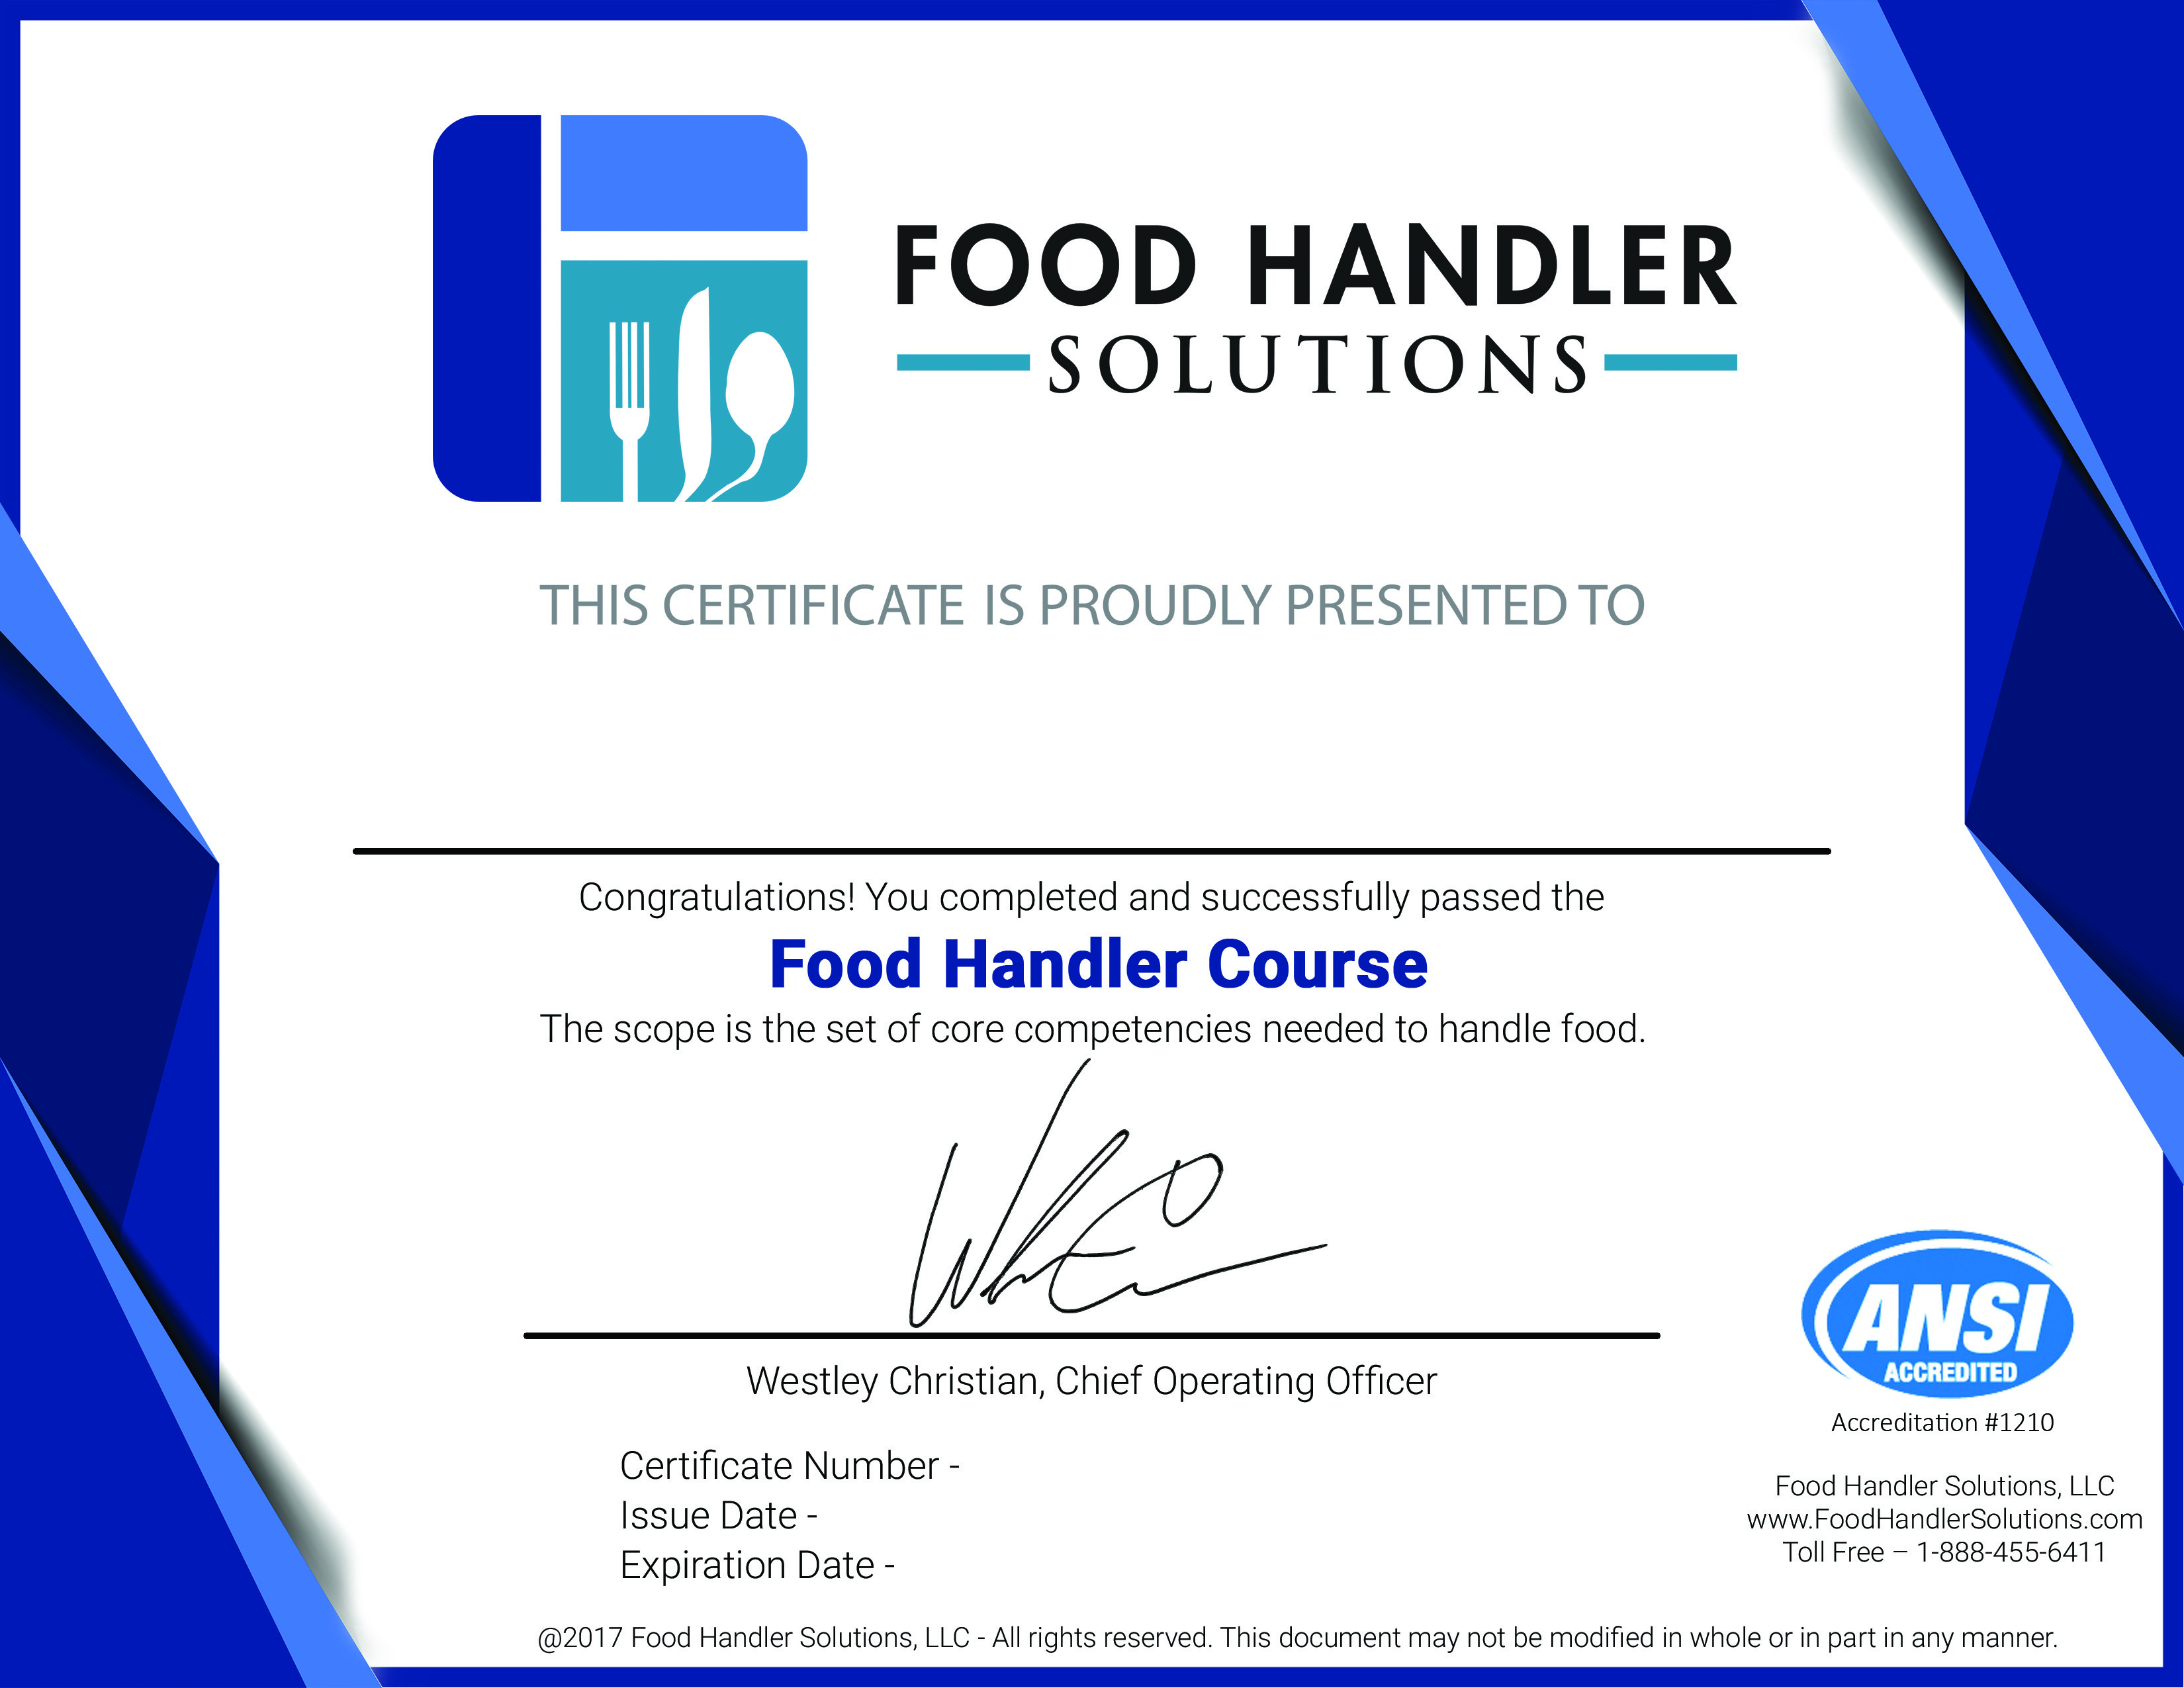 FOOD HANDLER
SOLUTIONS
THIS CERTIFICATE IS PROUDLY PRESENTED TO
Congratulations! You completed and successfully passed the
Food Handler Course
The scope is the set of core competencies needed to handle food.
Westley Christian, Chief Operating Officer
Certificate Number -
Issue Date -
Expiration Date -
ANSI
ACCREDITED
Accreditation #1210
Food Handler Solutions, LLC
www.FoodHandlerSolutions.com
Toll Free – 1-888-455-6411
@2017 Food Handler Solutions, LLC - All rights reserved. This document may not be modified in whole or in part in any manner.